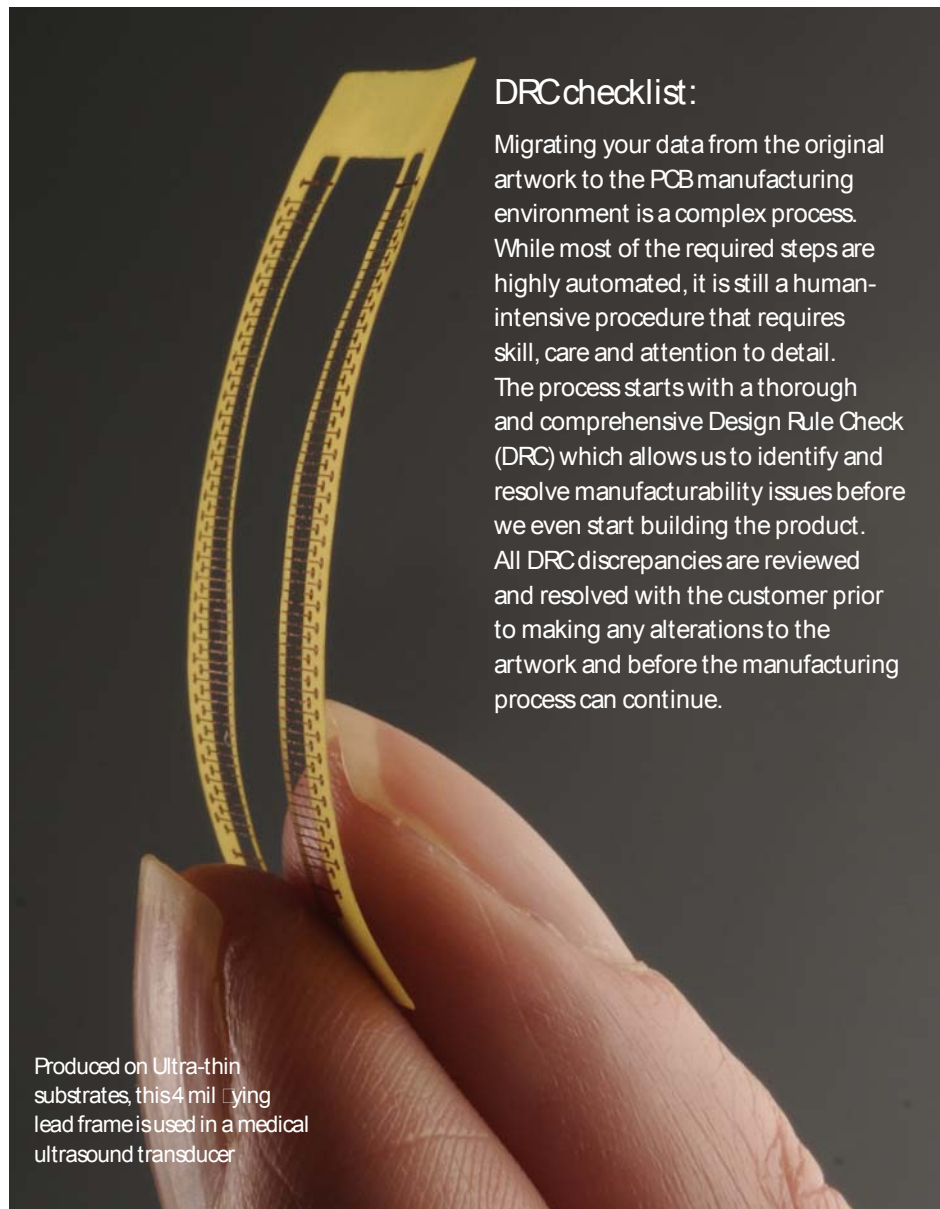 DRC checklist:
Migrating your data from the original
artwork to the PCB manufacturing
environment is a complex process.
While most of the required steps are
highly automated, it is still a human-
intensive procedure that requires
skill, care and attention to detail.
The process starts with a thorough
and comprehensive Design Rule Check
(DRC) which allows us to identify and
resolve manufacturability issues before
we even start building the product.
All DRC discrepancies are reviewed
and resolved with the customer prior
to making any alterations to the
artwork and before the manufacturing
process can continue.
Produced on Ultra-thin
substrates, this 4 mil □ying
lead frame is used in a medical
ultrasound transducer